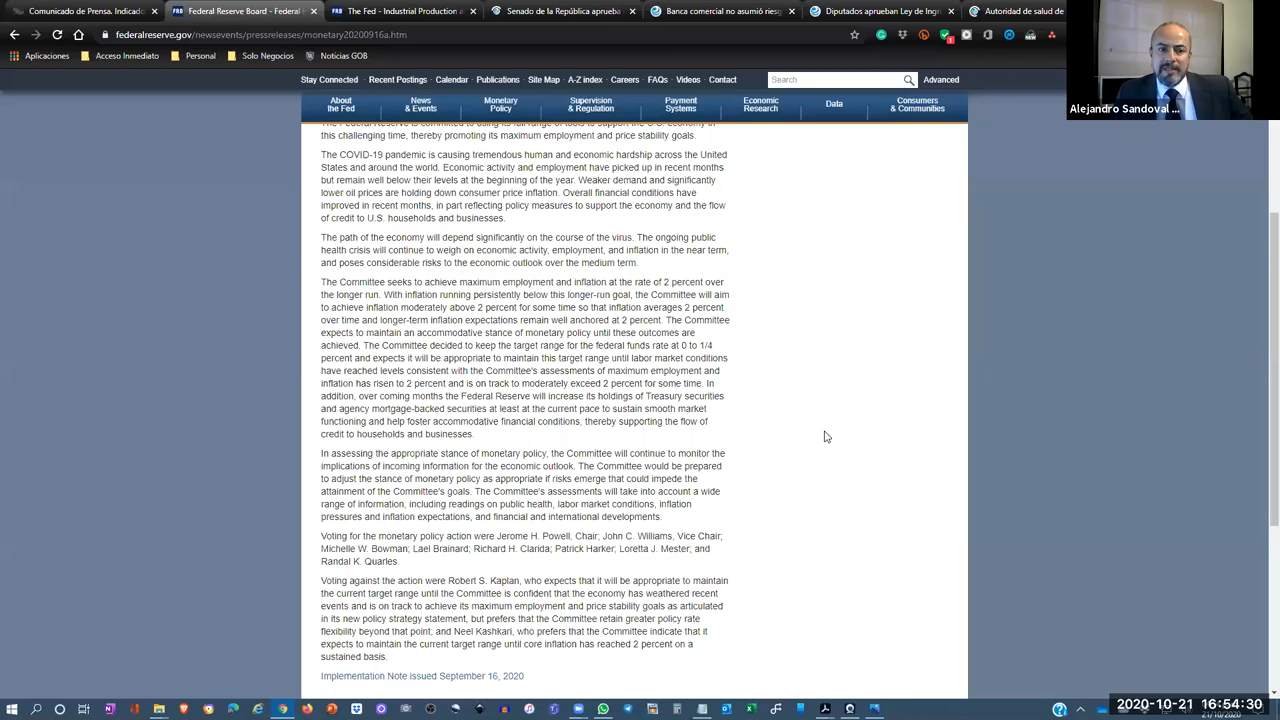 Comunicado de Prensa. Indicado
Federal Reserve Board - Federal
The Fed - Industrial Production a
Senado de la República aprueba
Banca comercial no asumió riesg
Diputados aprueban Ley de Ingr
Autoridad de salud de
federalreserve.gov/newsevents/pressreleases/monetary20200916a.htm
Aplicaciones
Acceso Inmediato
Personal
Solo Negocios
Noticias GOB
Alejandro Sandoval ...
Stay Connected
Recent Postings
Calendar
Publications
Site Map
A-Z index
Careers
FAQs
Videos
Contact
Search
Advanced
About the Fed
News & Events
Monetary Policy
Supervision & Regulation
Payment Systems
Economic Research
Data
Consumers & Communities
this challenging time, thereby promoting its maximum employment and price stability goals.
The COVID-19 pandemic is causing tremendous human and economic hardship across the United
States and around the world. Economic activity and employment have picked up in recent months
but remain well below their levels at the beginning of the year. Weaker demand and significantly
lower oil prices are holding down consumer price inflation. Overall financial conditions have
improved in recent months, in part reflecting policy measures to support the economy and the flow
of credit to U.S. households and businesses.
The path of the economy will depend significantly on the course of the virus. The ongoing public
health crisis will continue to weigh on economic activity, employment, and inflation in the near term,
and poses considerable risks to the economic outlook over the medium term.
The Committee seeks to achieve maximum employment and inflation at the rate of 2 percent over
the longer run. With inflation running persistently below this longer-run goal, the Committee will aim
to achieve inflation moderately above 2 percent for some time so that inflation averages 2 percent
over time and longer-term inflation expectations remain well anchored at 2 percent. The Committee
expects to maintain an accommodative stance of monetary policy until these outcomes are
achieved. The Committee decided to keep the target range for the federal funds rate at 0 to 1/4
percent and expects it will be appropriate to maintain this target range until labor market conditions
have reached levels consistent with the Committee's assessments of maximum employment and
inflation has risen to 2 percent and is on track to moderately exceed 2 percent for some time. In
addition, over coming months the Federal Reserve will increase its holdings of Treasury securities
and agency mortgage-backed securities at least at the current pace to sustain smooth market
functioning and help foster accommodative financial conditions, thereby supporting the flow of
credit to households and businesses.
In assessing the appropriate stance of monetary policy, the Committee will continue to monitor the
implications of incoming information for the economic outlook. The Committee would be prepared
to adjust the stance of monetary policy as appropriate if risks emerge that could impede the
attainment of the Committee's goals. The Committee's assessments will take into account a wide
range of information, including readings on public health, labor market conditions, inflation
pressures and inflation expectations, and financial and international developments.
Voting for the monetary policy action were Jerome H. Powell, Chair; John C. Williams, Vice Chair;
Michelle W. Bowman; Lael Brainard; Richard H. Clarida; Patrick Harker; Loretta J. Mester; and
Randal K. Quarles.
Voting against the action were Robert S. Kaplan, who expects that it will be appropriate to maintain
the current target range until the Committee is confident that the economy has weathered recent
events and is on track to achieve its maximum employment and price stability goals as articulated
in its new policy strategy statement, but prefers that the Committee retain greater policy rate
flexibility beyond that point; and Neel Kashkari, who prefers that the Committee indicate that it
expects to maintain the current target range until core inflation has reached 2 percent on a
sustained basis.
Implementation Note issued September 16, 2020
2020-10-21 16:54:30
21/10/2020